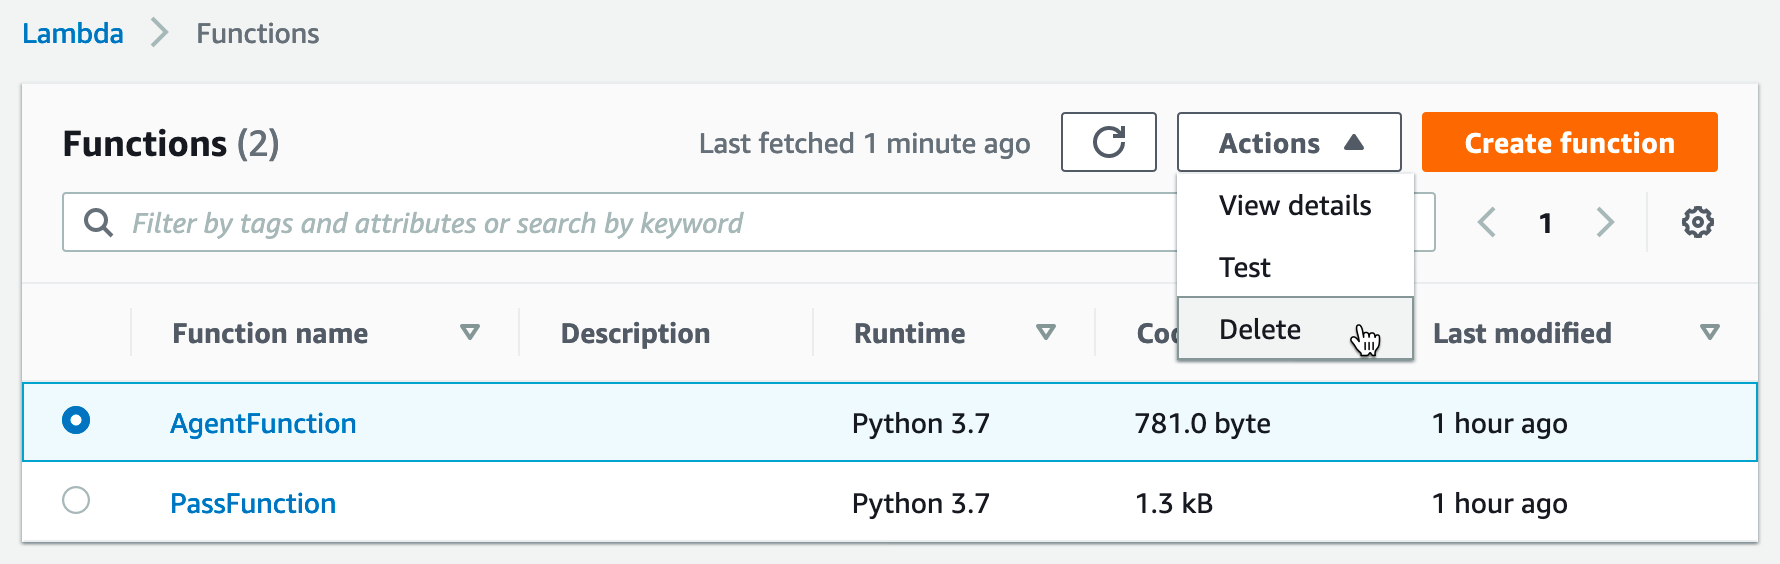 Lambda > Functions
Functions (2) Last fetched 1 minute ago Actions Create function
Filter by tags and attributes or search by keyword 1
View details
Test
Delete
Function name Description Runtime Last modified
AgentFunction Python 3.7 781.0 byte 1 hour ago
PassFunction Python 3.7 1.3 kB 1 hour ago